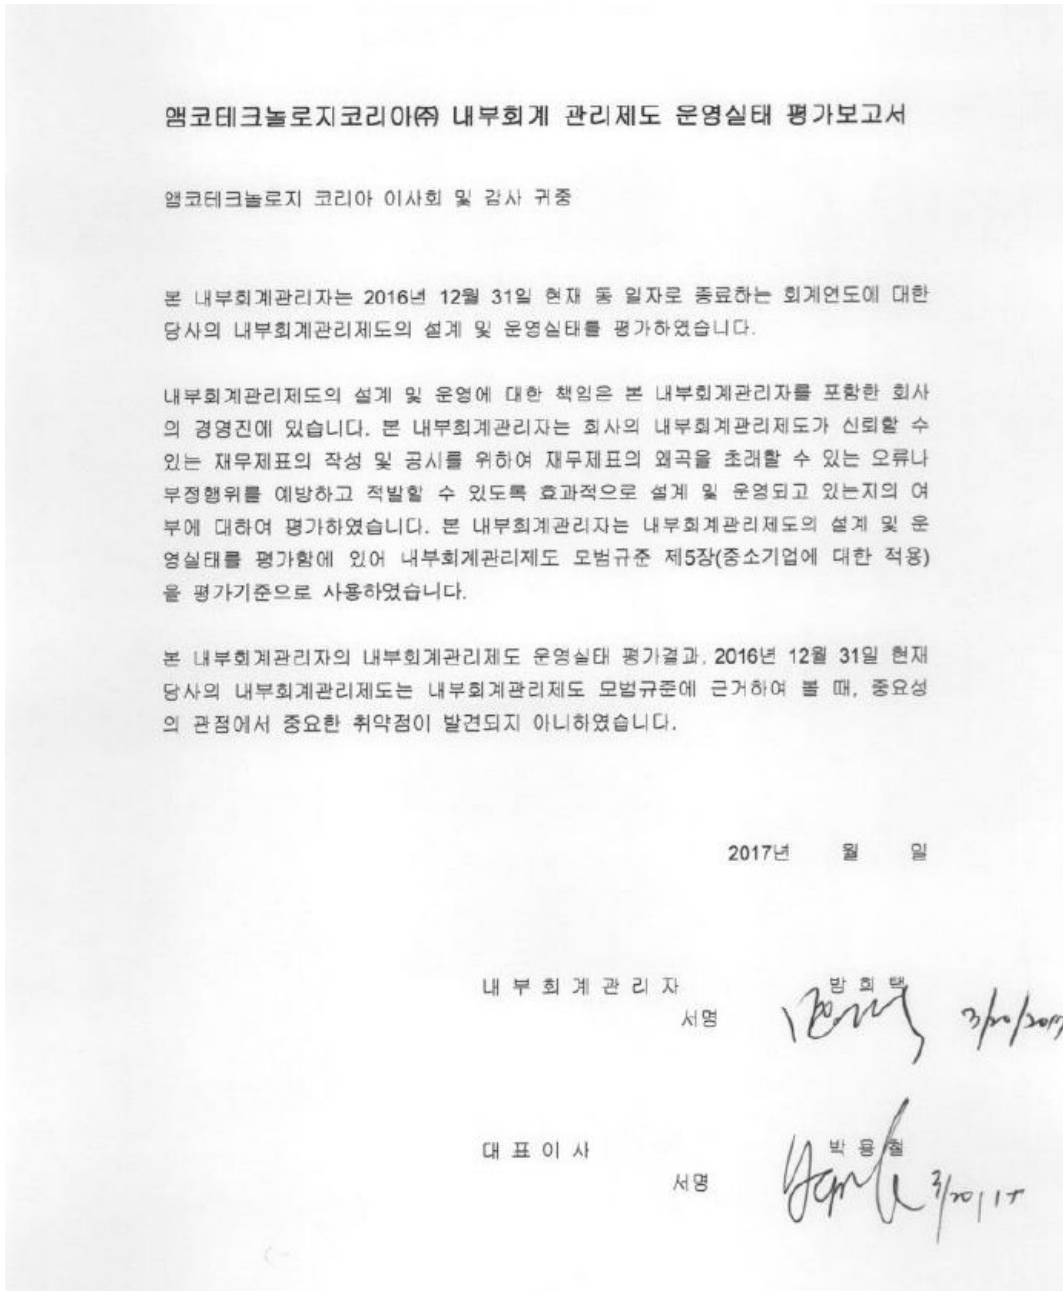 앰코테크놀로지코리아㈜ 내부회계 관리제도 운영실태 평가보고서
앰코테크놀로지 코리아 이사회 및 감사 귀중
본 내부회계관리자는 2016년 12월 31일 현재 동 일자로 종료하는 회계연도에 대한
당사의 내부회계관리제도의 설계 및 운영실태를 평가하였습니다.
내부회계관리제도의 설계 및 운영에 대한 책임은 본 내부회계관리자를 포함한 회사
의 경영진에 있습니다. 본 내부회계관리자는 회사의 내부회계관리제도가 신뢰할 수
있는 재무제표의 작성 및 공시를 위하여 재무제표의 왜곡을 초래할 수 있는 오류나
부정행위를 예방하고 적발할 수 있도록 효과적으로 설계 및 운영되고 있는지의 여
부에 대하여 평가하였습니다. 본 내부회계관리자는 내부회계관리제도의 설계 및 운
영실태를 평가함에 있어 내부회계관리제도 모범규준 제5장(중소기업에 대한 적용)
을 평가기준으로 사용하였습니다.
본 내부회계관리자의 내부회계관리제도 운영실태 평가결과, 2016년 12월 31일 현재
당사의 내부회계관리제도는 내부회계관리제도 모범규준에 근거하여 볼 때, 중요성
의 관점에서 중요한 취약점이 발견되지 아니하였습니다.
2017년 월 일
내부회계관리자 방희택
서명 3/20/2017
대표이사 박용철
서명 3/20/17